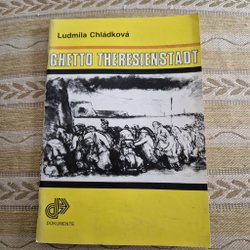 Ludmila Chládková
GHETTO THERESIENSTADT
DOKUMENTE